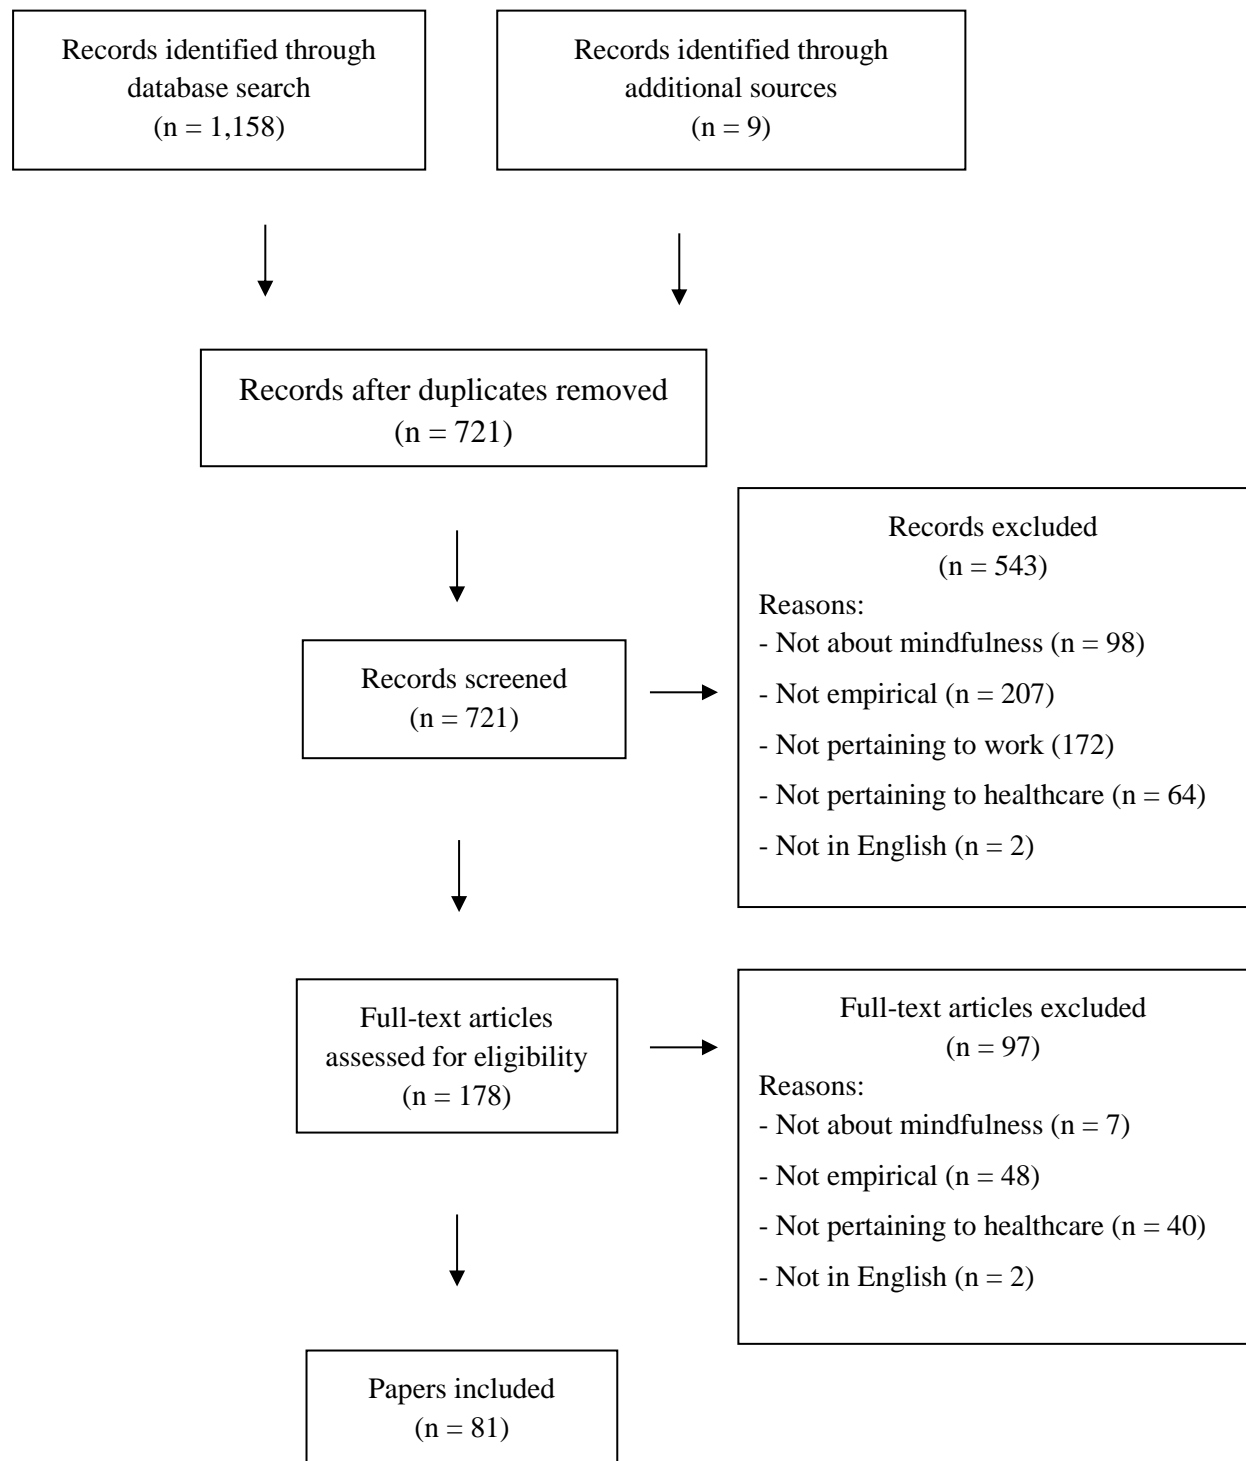 Records identified through
database search
(n = 1,158)
Records identified through
additional sources
(n = 9)
Records after duplicates removed
(n = 721)
Records screened
(n = 721)
Records excluded
(n = 543)
Reasons:
- Not about mindfulness (n = 98)
- Not empirical (n = 207)
- Not pertaining to work (172)
- Not pertaining to healthcare (n = 64)
- Not in English (n = 2)
Full-text articles
assessed for eligibility
(n = 178)
Full-text articles excluded
(n = 97)
Reasons:
- Not about mindfulness (n = 7)
- Not empirical (n = 48)
- Not pertaining to healthcare (n = 40)
- Not in English (n = 2)
Papers included
(n = 81)